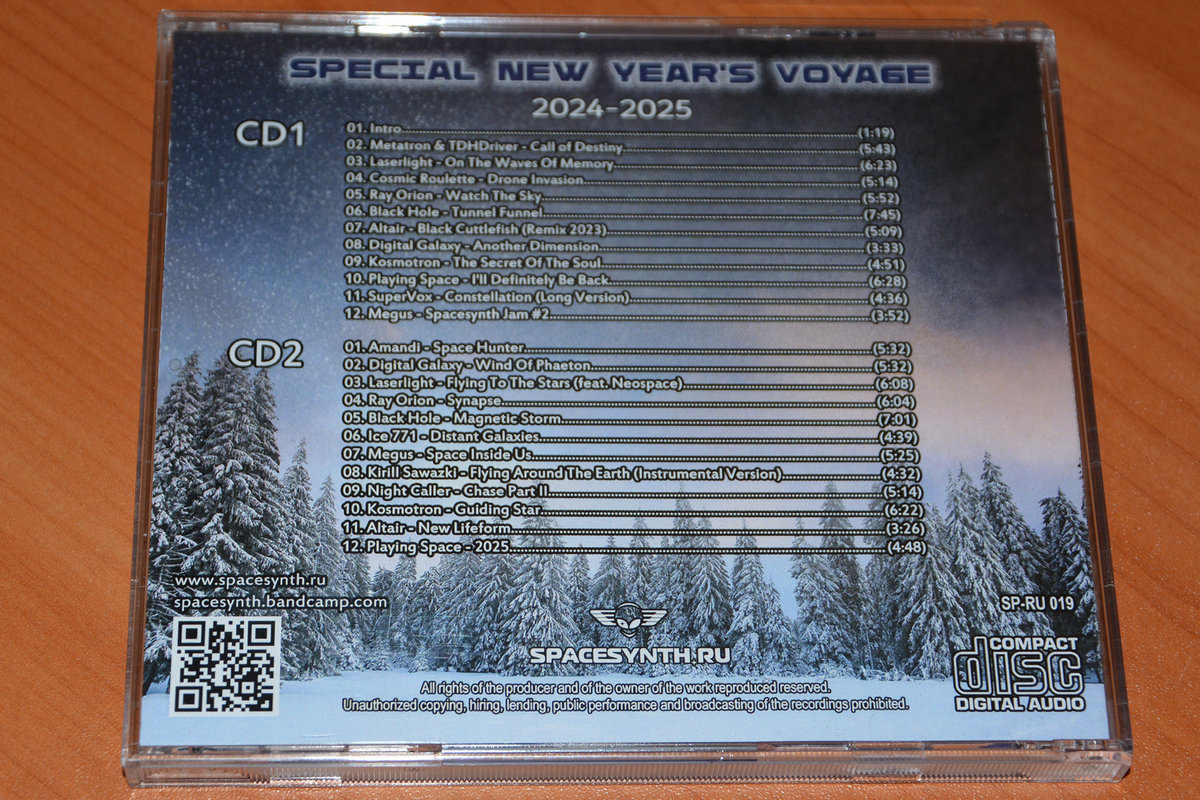 SPECIAL NEW YEAR'S VOYAGE
2024-2025
CD1
01. Intro (1:19)
02. Metatron & TDHDriver - Call of Destiny (5:43)
03. Laserlight - On The Waves Of Memory (6:23)
04. Cosmic Roulette - Drone Invasion (5:14)
05. Ray Orion - Watch The Sky (5:52)
06. Black Hole - Tunnel Funnel (7:45)
07. Altair - Black Cuttlefish (Remix 2023) (5:09)
08. Digital Galaxy - Another Dimension (3:33)
09. Kosmotron - The Secret Of The Soul (4:51)
10. Playing Space - I'll Definitely Be Back (6:28)
11. SuperVox - Constellation (Long Version) (4:36)
12. Megus - Spacesynth Jam #2 (3:52)
CD2
01. Amandi - Space Hunter (5:32)
02. Digital Galaxy - Wind Of Phaeton (5:32)
03. Laserlight - Flying To The Stars (feat. Neospace) (6:08)
04. Ray Orion - Synapse (6:04)
05. Black Hole - Magnetic Storm (7:01)
06. Ice 771 - Distant Galaxies (4:39)
07. Megus - Space Inside Us (5:25)
08. Kirill Sawazki - Flying Around The Earth (Instrumental Version) (4:32)
09. Night Caller - Chase Part II (5:14)
10. Kosmotron - Guiding Star (6:22)
11. Altair - New Lifeform (3:26)
12. Playing Space - 2025 (4:48)
www.spacesynth.ru
spacesynth.bandcamp.com
SP-RU 019
SPACESYNTH.RU
COMPACT
disc
DIGITAL AUDIO
All rights of the producer and of the owner of the work reproduced reserved.
Unauthorized copying, hiring, lending, public performance and broadcasting of the recordings prohibited.